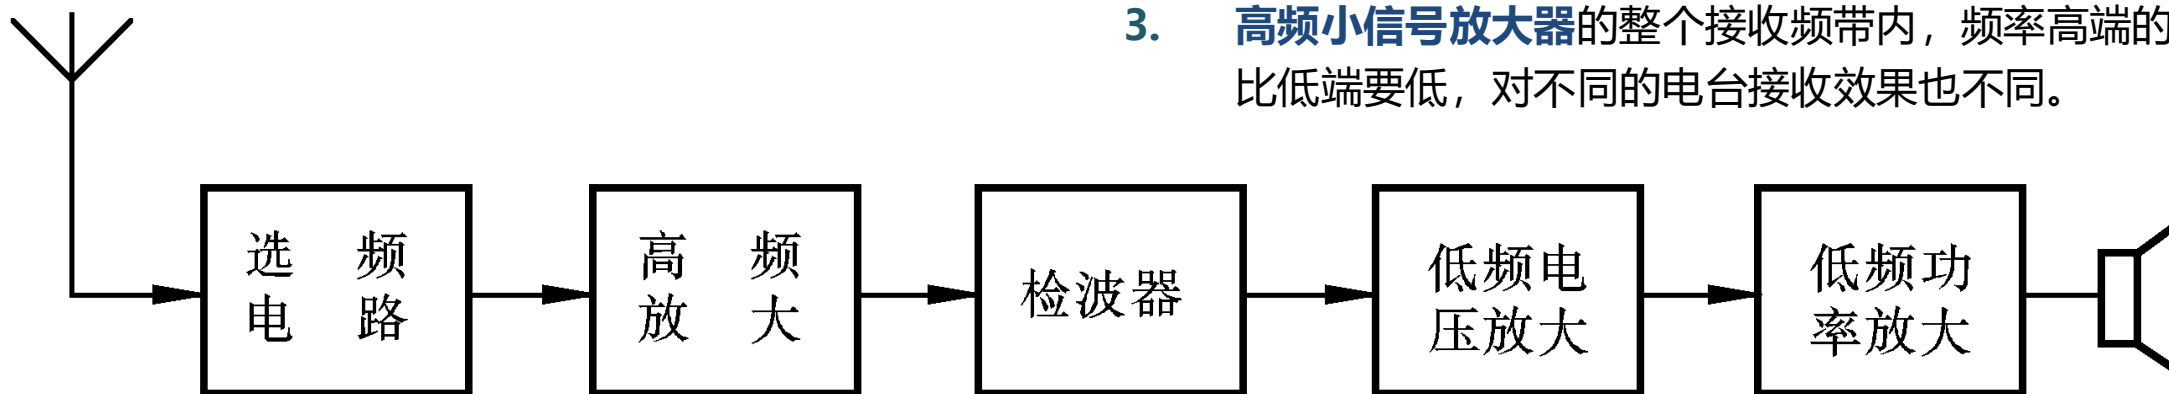 3. 高频小信号放大器的整个接收频带内，频率高端的
比低端要低，对不同的电台接收效果也不同。
选 频
电 路
高 频
放 大
检波器
低频电
压放大
低频功
率放大